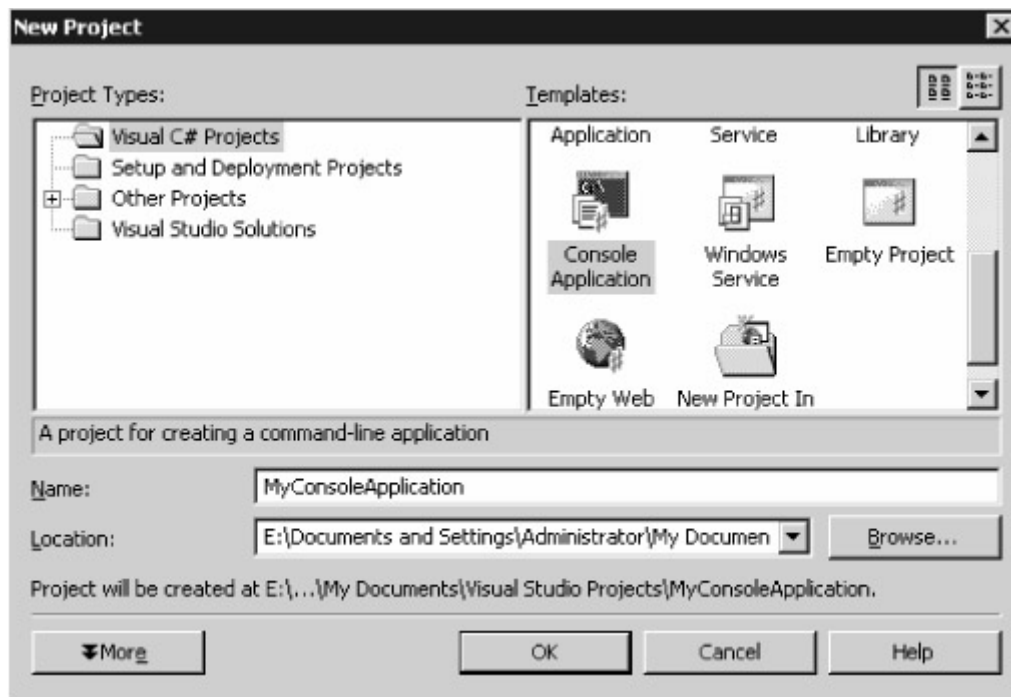 New Project
Project Types:
Templates:
Visual C# Projects
Setup and Deployment Projects
Other Projects
Visual Studio Solutions
Application Service Library
Console Application
Windows Service
Empty Project
Empty Web
New Project In
A project for creating a command-line application
Name:
MyConsoleApplication
Location:
E:\Documents and Settings\Administrator\My Documen
Browse...
Project will be created at E:\...\My Documents\Visual Studio Projects\MyConsoleApplication.
More
OK
Cancel
Help